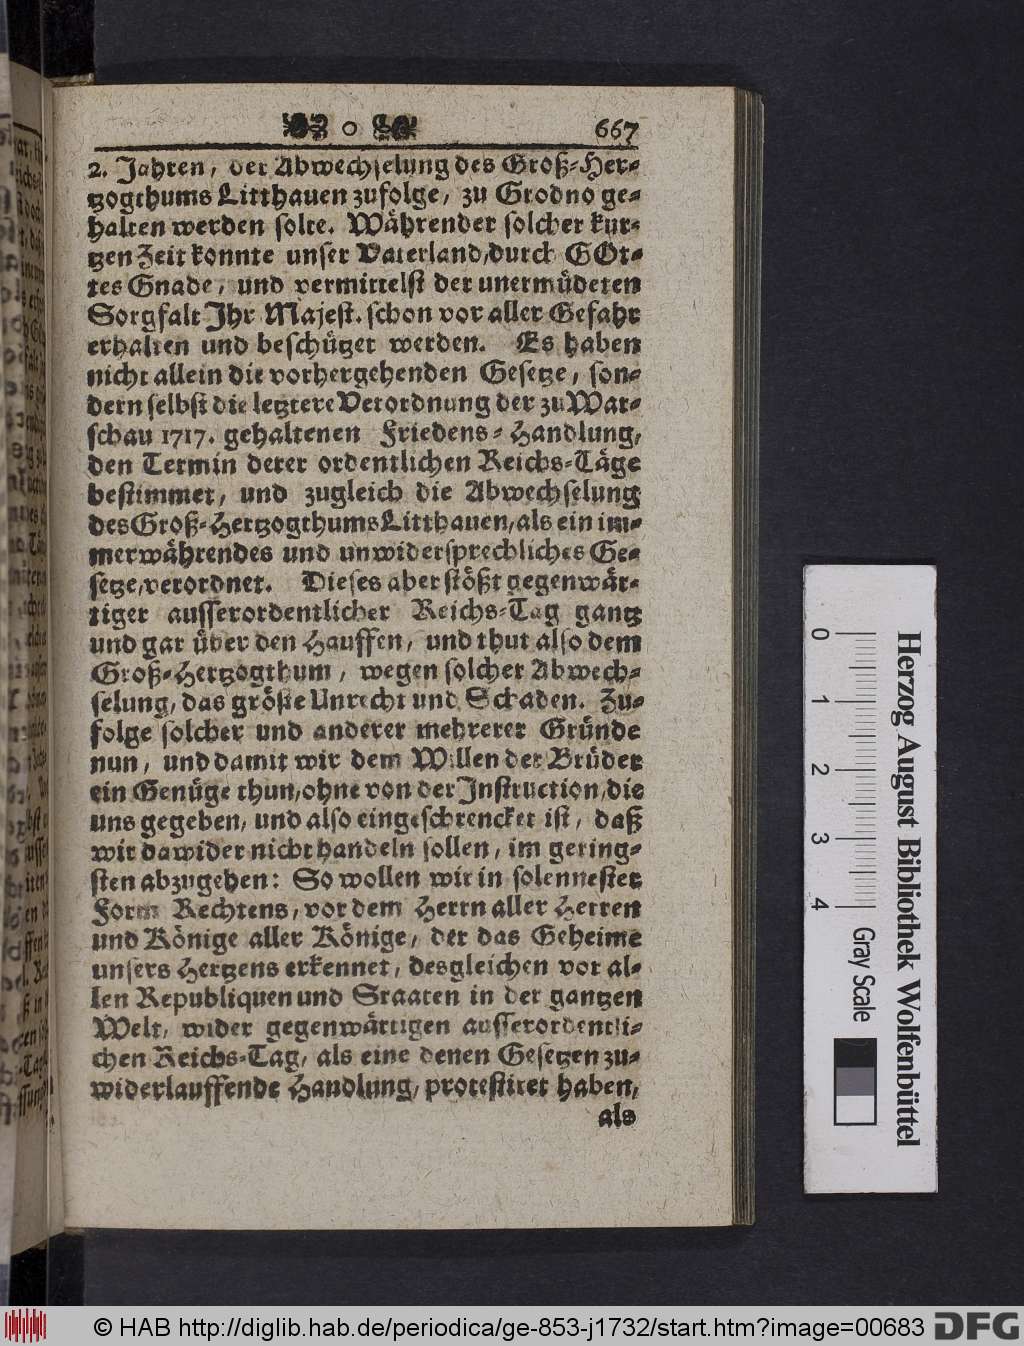 667
2. Jahren, der Abwechselung des Groß-Her-
tzogthums Litthauen zufolge, zu Grodno ge-
halten werden solte. Währender solcher kur-
tzen Zeit konnte unser Vaterland, durch GOt-
tes Gnade, und vermittelst der unermüdeten
Sorgfalt Ihr Majest. schon vor aller Gefahr
erhalten und beschützet werden. Es haben
nicht allein die vorhergehenden Gesetze, son-
dern selbst die letztere Verordnung der zu War-
schau 1717. gehaltenen Friedens-Handlung,
den Termin derer ordentlichen Reichs-Täge
bestimmet, und zugleich die Abwechselung
des Groß-Hertzogthums Litthauen, als ein im-
merwährendes und unwidersprechliches Ge-
setze, verordnet. Dieses aber stößt gegenwär-
tiger ausserordentlicher Reichs-Tag gantz
und gar über den Hauffen, und thut also dem
Groß-Hertzogthum, wegen solcher Abwech-
selung, das gröste Unrecht und Schaden. Zu-
folge solcher und anderer mehrerer Gründe
nun, und damit wir dem Willen der Brüder
ein Genüge thun, ohne von der Instruction, die
uns gegeben, und also eingeschrencket ist, daß
wir dawider nicht handeln sollen, im gering-
sten abzugehen: So wollen wir in solennester
Form Rechtens, vor dem Herrn aller Herren
und Könige aller Könige, der das Geheime
unsers Hertzens erkennet, desgleichen vor al-
len Republiquen und Staaten in der gantzen
Welt, wider gegenwärtigen ausserordentli-
chen Reichs-Tag, als eine denen Gesetzen zu-
widerlauffende Handlung, protestiret haben,
als
0 1 2 3 4 Gray Scale
Herzog August Bibliothek Wolfenbüttel
© HAB http://diglib.hab.de/periodica/ge-853-j1732/start.htm?image=00683
DFG